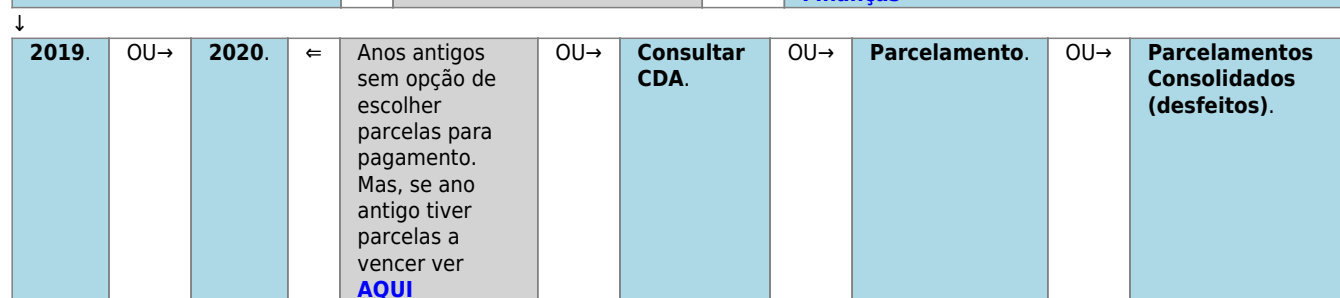 Finanças
↓
2019. OU→ 2020. ⇐ Anos antigos OU→ Consultar OU→ Parcelamento. OU→ Parcelamentos
sem opção de CDA. Consolidados
escolher (desfeitos).
parcelas para
pagamento.
Mas, se ano
antigo tiver
parcelas a
vencer ver
AQUI